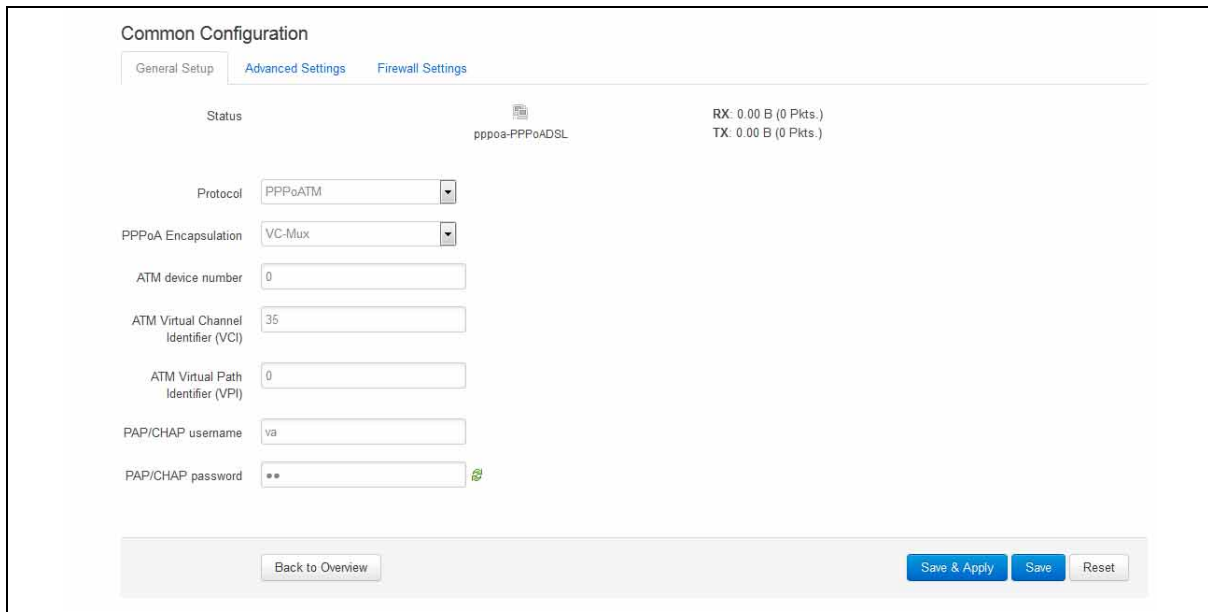 Common Configuration
General Setup
Advanced Settings
Firewall Settings
Status
pppoa-PPPoADSL
RX: 0.00 B (0 Pkts.)
TX: 0.00 B (0 Pkts.)
Protocol
PPPoATM
PPPoA Encapsulation
VC-Mux
ATM device number
0
ATM Virtual Channel
Identifier (VCI)
35
ATM Virtual Path
Identifier (VPI)
0
PAP/CHAP username
va
PAP/CHAP password
••
Back to Overview
Save & Apply
Save
Reset